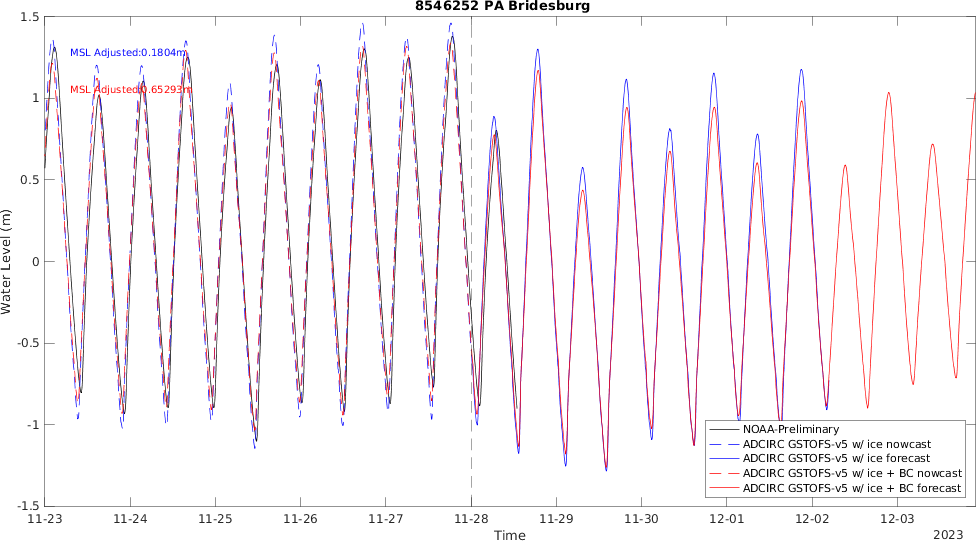 8546252 PA Bridesburg
1.5
1
0.5
0
-0.5
-1
-1.5
Water Level (m)
MSL Adjusted:0.1804m
MSL Adjusted:0.65293m
NOAA-Preliminary
ADCIRC GSTOFS-v5 w/ ice nowcast
ADCIRC GSTOFS-v5 w/ ice forecast
ADCIRC GSTOFS-v5 w/ ice + BC nowcast
ADCIRC GSTOFS-v5 w/ ice + BC forecast
11-23 11-24 11-25 11-26 11-27 11-28 11-29 11-30 12-01 12-02 12-03
Time
2023